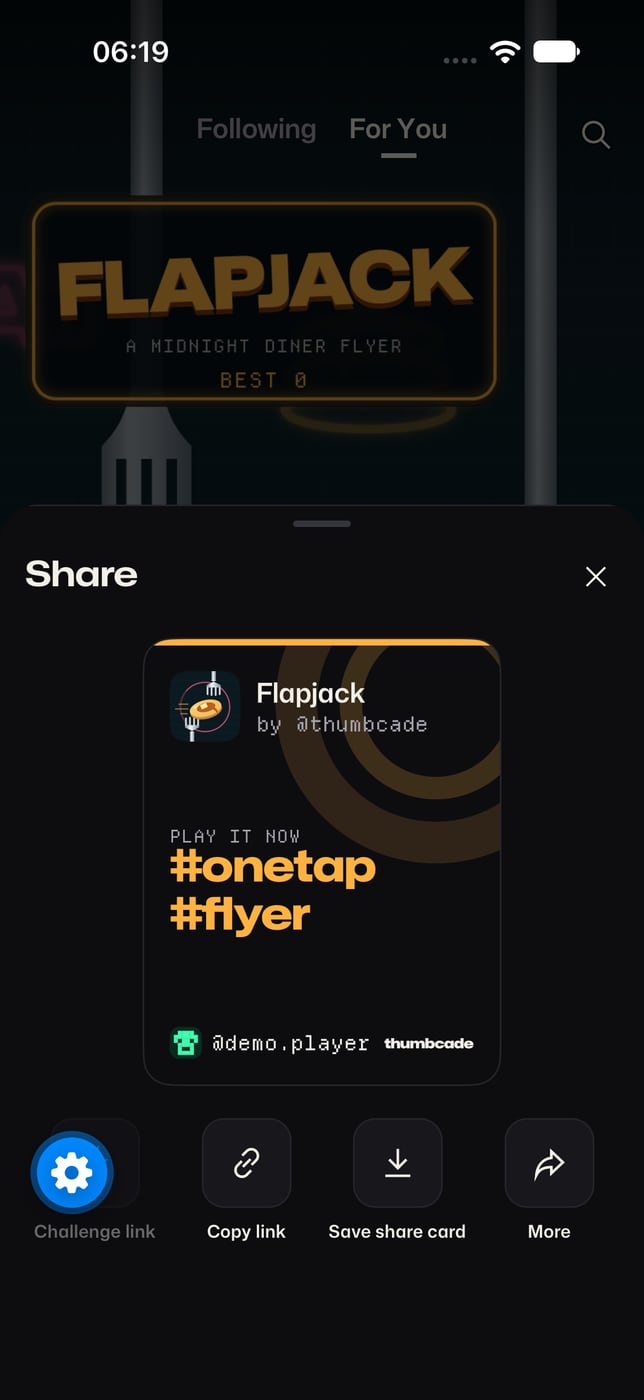 06:19
Following For You
FLAPJACK
A MIDNIGHT DINER FLYER
BEST 0
Share
Flapjack
by @thumbcade
PLAY IT NOW
#onetap
#flyer
@demo.player thumbcade
Challenge link Copy link Save share card More